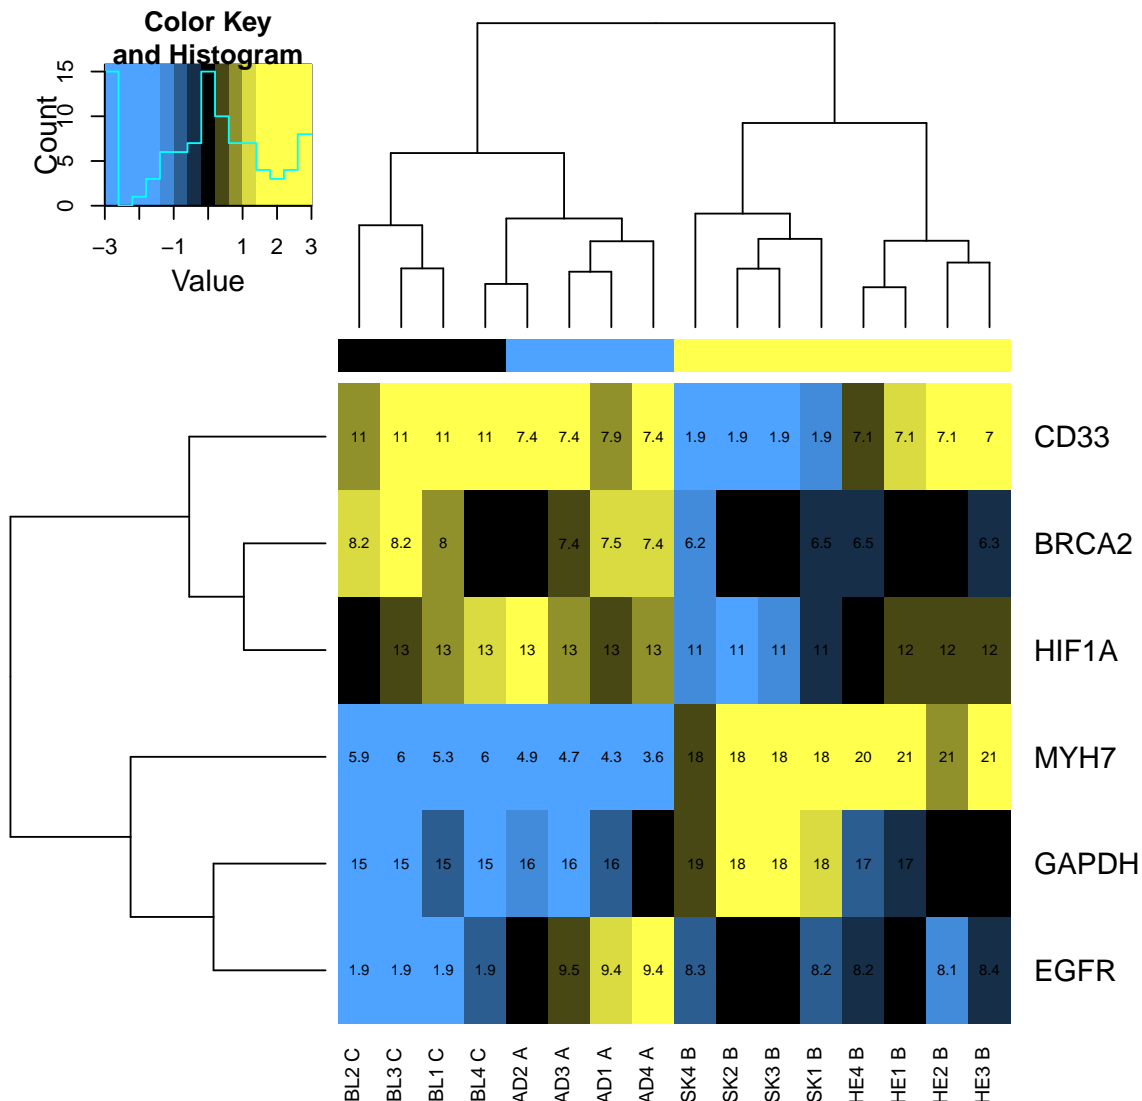 Color Key
and Histogram
Count
0 5 10 15
−3 −1 1 2 3
Value
11 11 11 11 7.4 7.4 7.9 7.4 1.9 1.9 1.9 1.9 7.1 7.1 7.1 7 CD33
8.2 8.2 8 7.4 7.5 7.4 6.2 6.5 6.5 6.3 BRCA2
13 13 13 13 13 13 13 11 11 11 11 12 12 12 HIF1A
5.9 6 5.3 6 4.9 4.7 4.3 3.6 18 18 18 18 20 21 21 21 MYH7
15 15 15 15 16 16 16 19 18 18 18 17 17 GAPDH
1.9 1.9 1.9 1.9 9.5 9.4 9.4 8.3 8.2 8.2 8.1 8.4 EGFR
BL2 C BL3 C BL1 C BL4 C AD2 A AD3 A AD1 A AD4 A SK4 B SK2 B SK3 B SK1 B HE4 B HE1 B HE2 B HE3 B